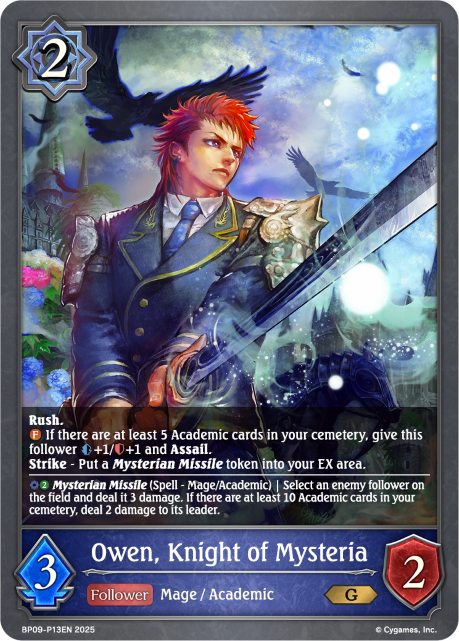 2
Rush.
F If there are at least 5 Academic cards in your cemetery, give this
follower +1/+1 and Assail.
Strike - Put a Mysterian Missile token into your EX area.
2 Mysterian Missile (Spell - Mage/Academic) | Select an enemy follower on
the field and deal it 3 damage. If there are at least 10 Academic cards in your
cemetery, deal 2 damage to its leader.
Owen, Knight of Mysteria
3
Follower Mage / Academic G
2
BP09-P13EN 2025 © Cygames, Inc.